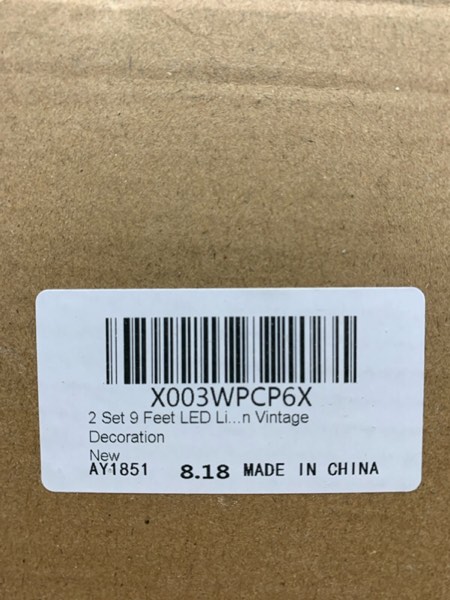 X003WPCP6X
2 Set 9 Feet LED Li...n Vintage
Decoration
New
AY1851 8.18 MADE IN CHINA